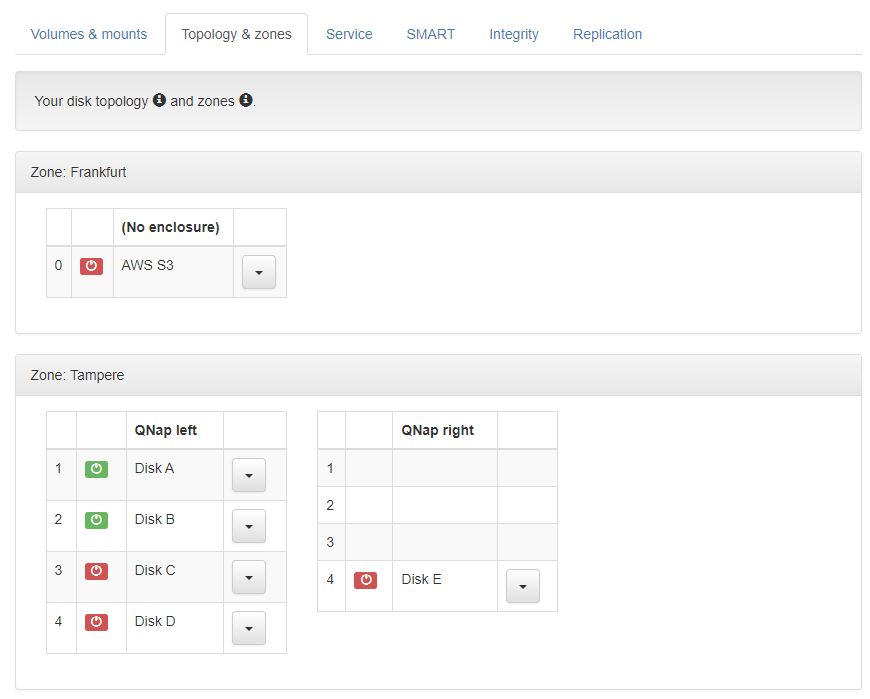 Volumes & mounts Topology & zones Service SMART Integrity Replication
Your disk topology and zones .
Zone: Frankfurt
(No enclosure)
0 AWS S3
Zone: Tampere
QNap left
1 Disk A
2 Disk B
3 Disk C
4 Disk D
QNap right
1
2
3
4 Disk E